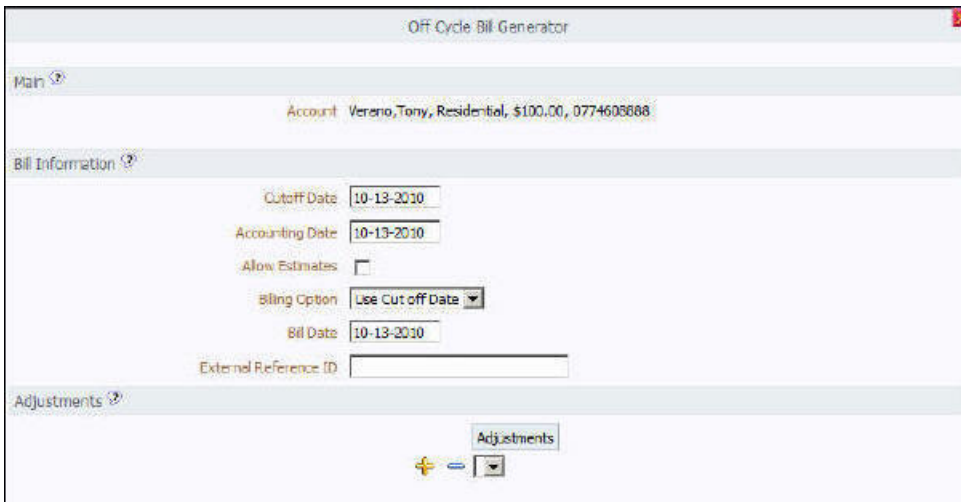 Off Cycle Bill Generator
Main ?
Account Vereno,Tony, Residential, $100.00, 0774608888
Bill Information ?
Cutoff Date 10-13-2010
Accounting Date 10-13-2010
Allow Estimates
Billing Option Use Cut off Date
Bill Date 10-13-2010
External Reference ID
Adjustments ?
Adjustments